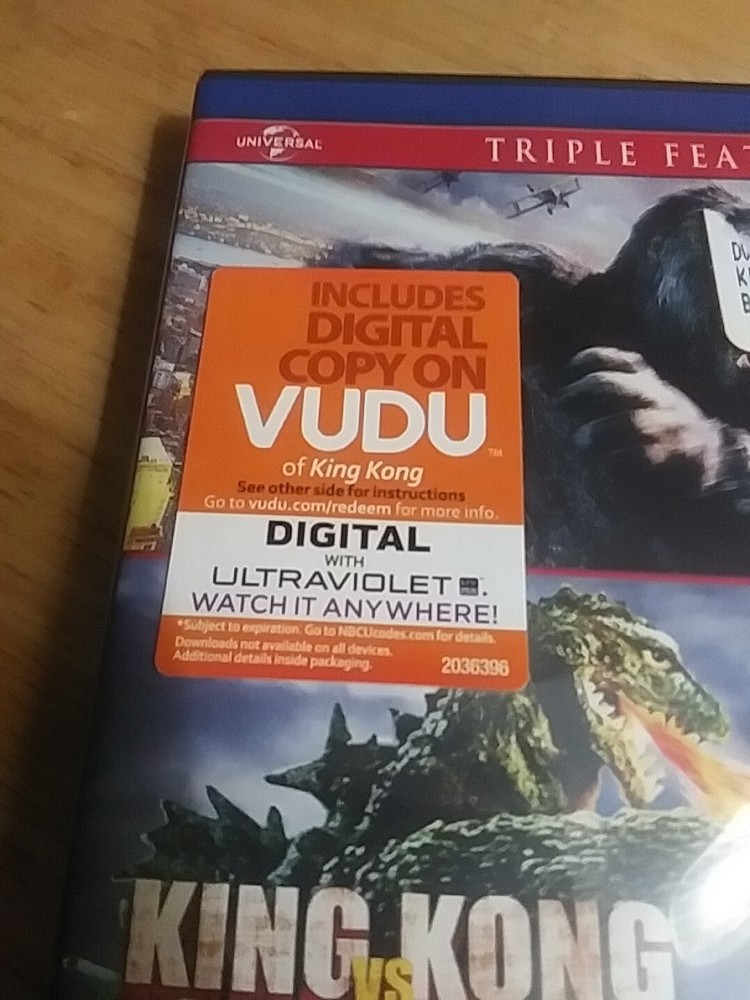 UNIVERSAL
TRIPLE FEA
INCLUDES
DIGITAL
COPY ON
VUDU™
of King Kong
See other side for instructions
Go to vudu.com/redeem for more info.
DIGITAL
WITH
ULTRAVIOLET
WATCH IT ANYWHERE!
*Subject to expiration. Go to NBCUcodes.com for details.
Downloads not available on all devices.
Additional details inside packaging.
2036396
KING VS KONG